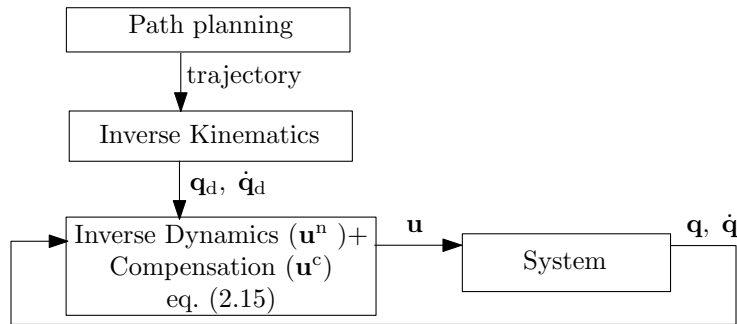 Path planning
trajectory
Inverse Kinematics
q_d, q̇_d
Inverse Dynamics (u^n )+
Compensation (u^c)
eq. (2.15)
u
System
q, q̇